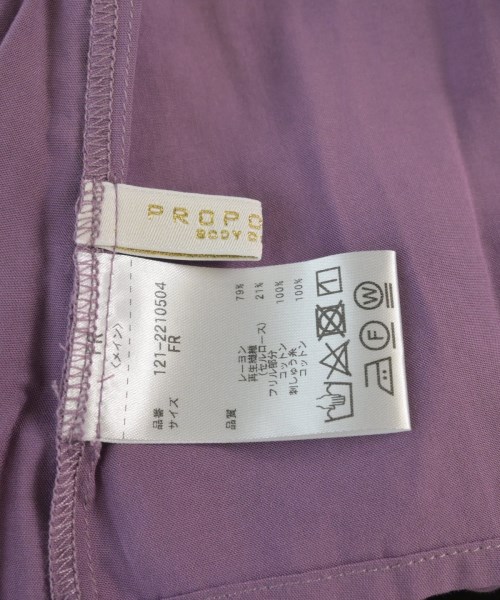 PROPO
BODY D
FR
(メイン)
品番 121-2210504
サイズ FR
品質 レーヨン 79%
再生繊維
(セルロース) 21%
フリル部分
コットン 100%
刺しゅう糸
コットン 100%
F
W